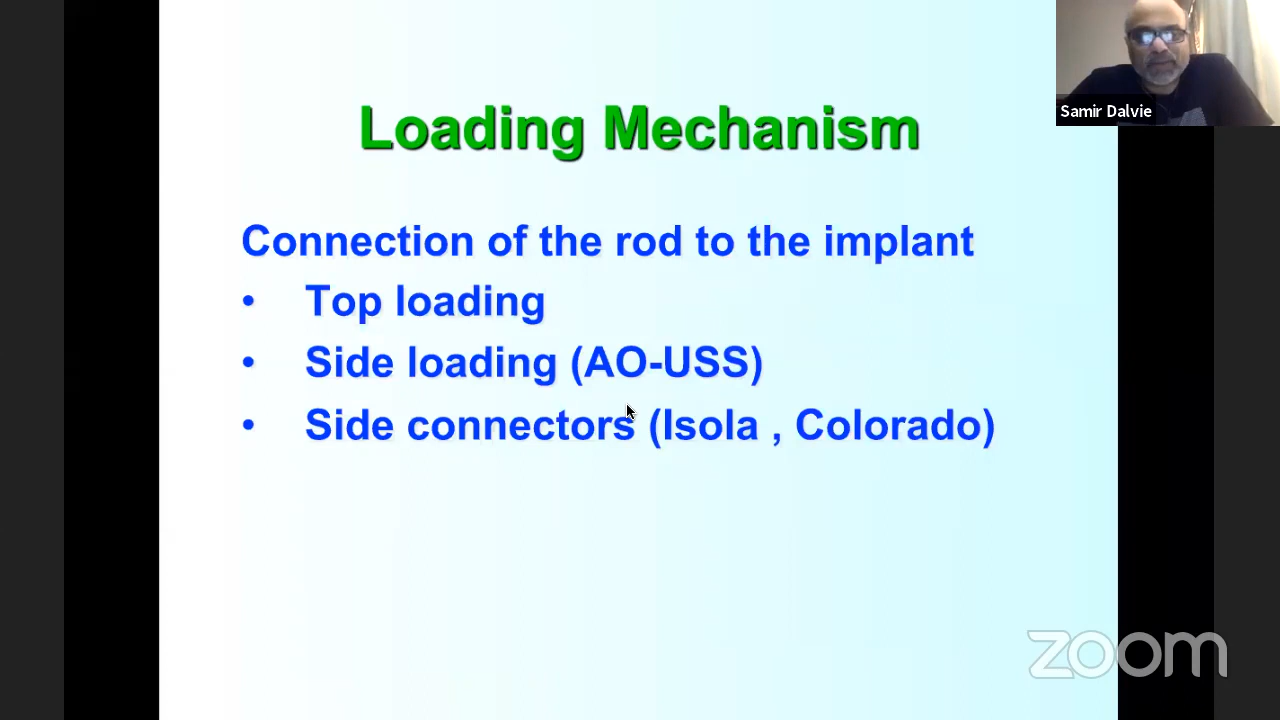 Samir Dalvie
Loading Mechanism
Connection of the rod to the implant
• Top loading
• Side loading (AO-USS)
• Side connectors (Isola , Colorado)
zoom